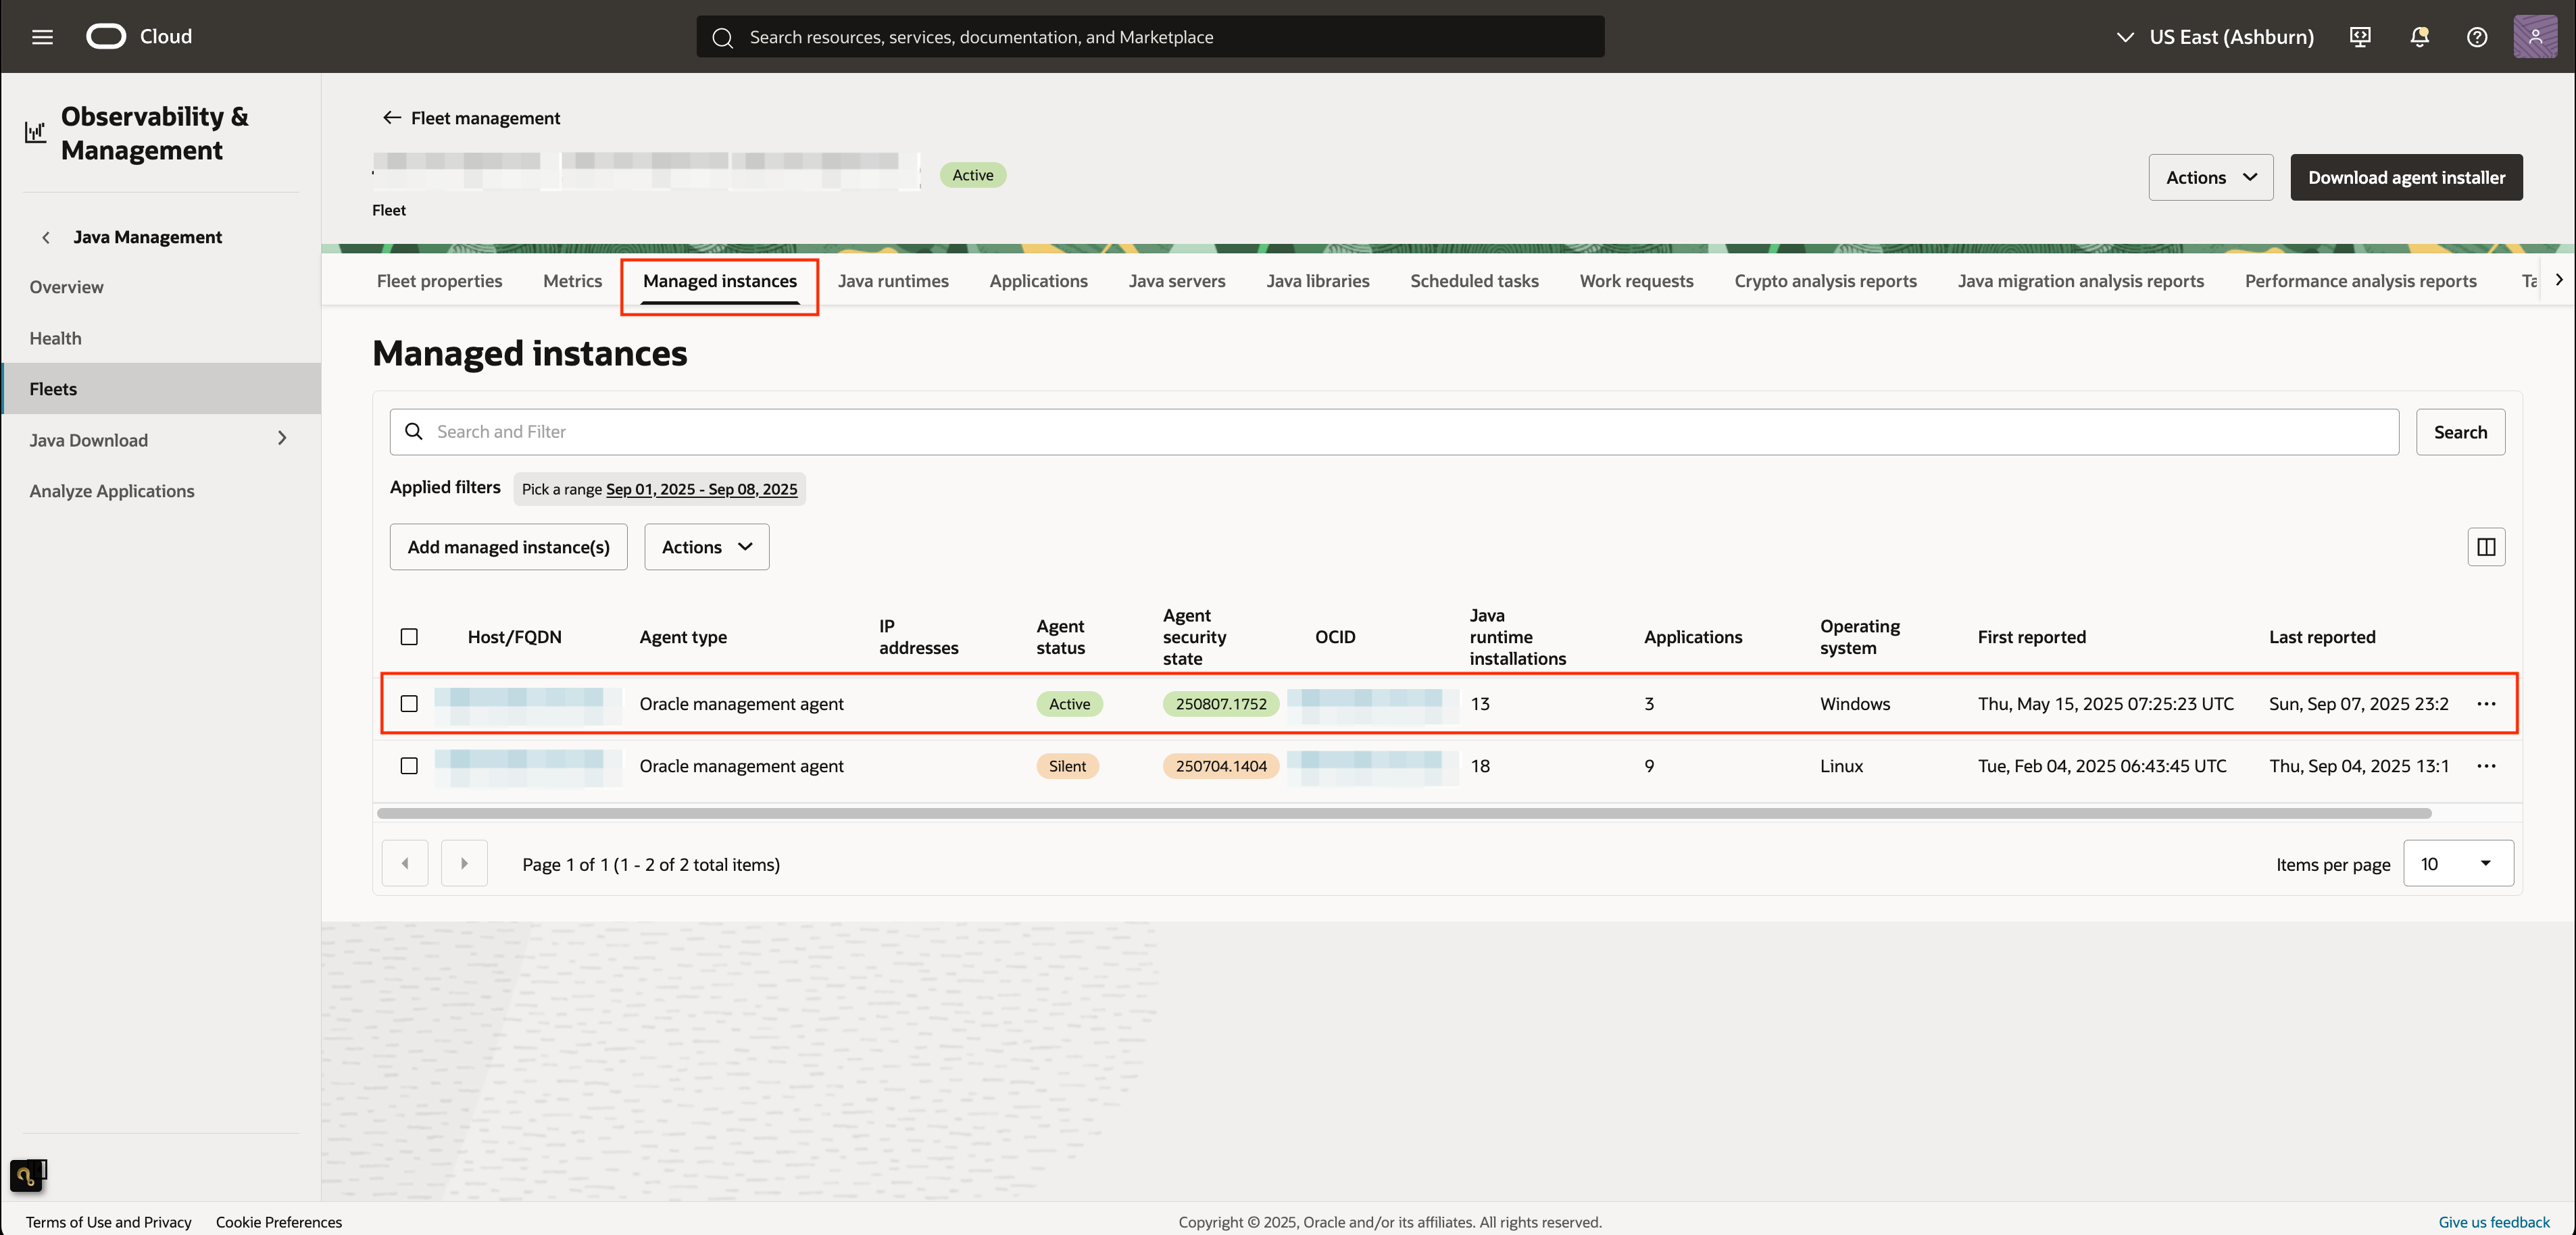 Cloud
Search resources, services, documentation, and Marketplace
US East (Ashburn)
Observability &
Management
Java Management
Overview
Health
Fleets
Java Download
Analyze Applications
Fleet management
Active
Fleet
Actions
Download agent installer
Fleet properties Metrics Managed instances Java runtimes Applications Java servers Java libraries Scheduled tasks Work requests Crypto analysis reports Java migration analysis reports Performance analysis reports Ta
Managed instances
Search and Filter
Search
Applied filters Pick a range Sep 01, 2025 - Sep 08, 2025
Add managed instance(s) Actions
Host/FQDN Agent type IP addresses Agent status Agent security state OCID Java runtime installations Applications Operating system First reported Last reported
Oracle management agent Active 250807.1752 13 3 Windows Thu, May 15, 2025 07:25:23 UTC Sun, Sep 07, 2025 23:2 ...
Oracle management agent Silent 250704.1404 18 9 Linux Tue, Feb 04, 2025 06:43:45 UTC Thu, Sep 04, 2025 13:1 ...
Page 1 of 1 (1 - 2 of 2 total items)
Items per page 10
Terms of Use and Privacy Cookie Preferences
Copyright © 2025, Oracle and/or its affiliates. All rights reserved.
Give us feedback